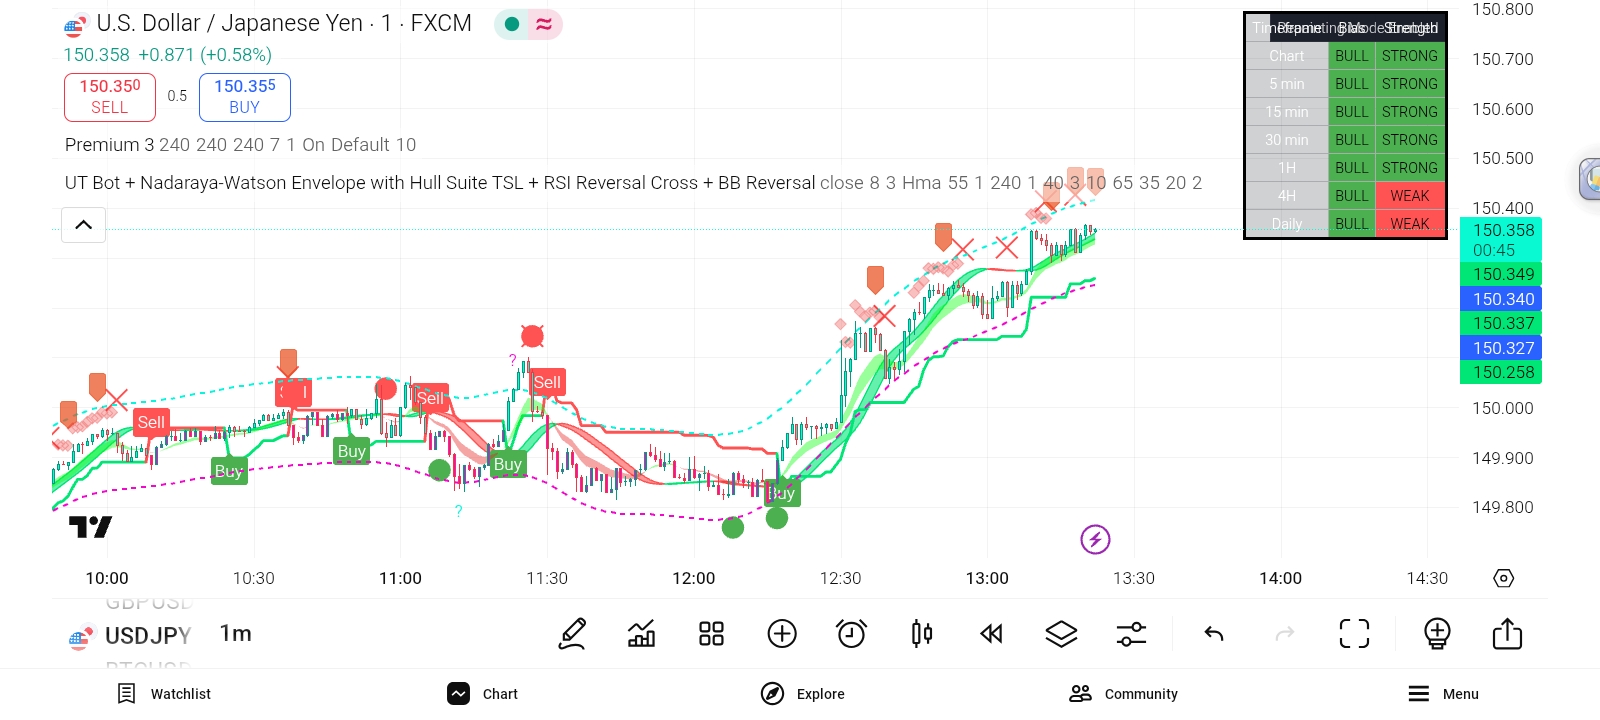 U.S. Dollar / Japanese Yen · 1 · FXCM
150.358 +0.871 (+0.58%)
150.350
SELL
0.5
150.355
BUY
Premium 3 240 240 240 7 1 On Default 10
UT Bot + Nadaraya-Watson Envelope with Hull Suite TSL + RSI Reversal Cross + BB Reversal close 8 3 Hma 55 1 240 1 40 3 10 65 35 20 2
Chart BULL STRONG
5 min BULL STRONG
15 min BULL STRONG
30 min BULL STRONG
1H BULL STRONG
4H BULL WEAK
Daily BULL WEAK
150.800
150.700
150.600
150.500
150.400
150.358
00:45
150.349
150.340
150.337
150.327
150.258
150.000
149.900
149.800
Sell
Buy
Buy
Sell
?
?
Buy
Sell
10:00 10:30 11:00 11:30 12:00 12:30 13:00 13:30 14:00 14:30
USDJPY 1m
Watchlist Chart Explore Community Menu